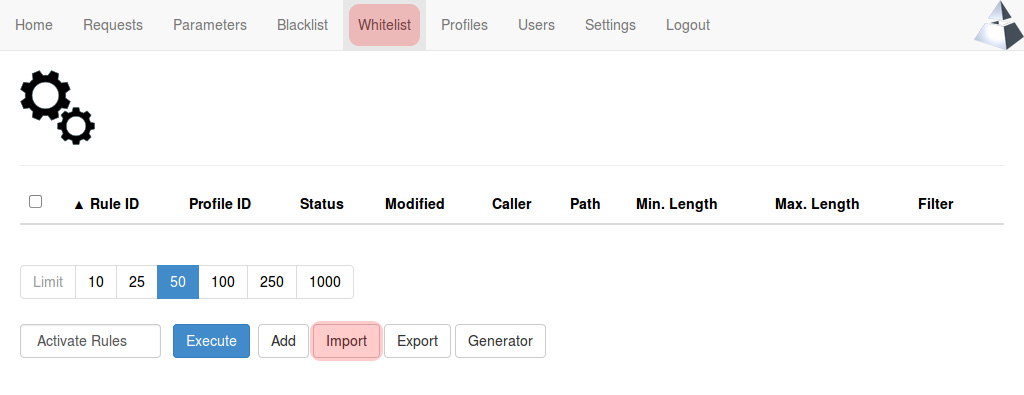 Home Requests Parameters Blacklist Whitelist Profiles Users Settings Logout
▲ Rule ID Profile ID Status Modified Caller Path Min. Length Max. Length Filter
Limit 10 25 50 100 250 1000
Activate Rules Execute Add Import Export Generator